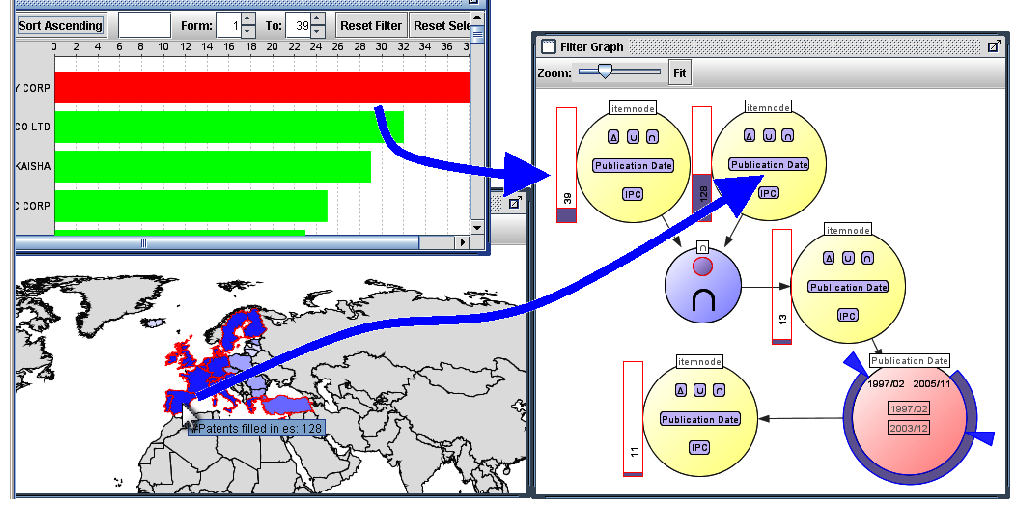 Sort Ascending
Form: 1
To: 39
Reset Filter
Reset Sele
0 2 4 6 8 10 12 14 16 18 20 22 24 26 28 30 32 34 36 38
Y CORP
CO LTD
KAISHA
C CORP
#Patents filled in es: 128
Filter Graph
Zoom:
Fit
itemnode
Δ ∪ ∩
Publication Date
IPC
39
itemnode
Δ ∪ ∩
Publication Date
IPC
128
∩
∩
itemnode
Δ ∪ ∩
Publication Date
IPC
13
Publication Date
1997/02 2005/11
1997/02
2003/12
itemnode
Δ ∪ ∩
Publication Date
IPC
11